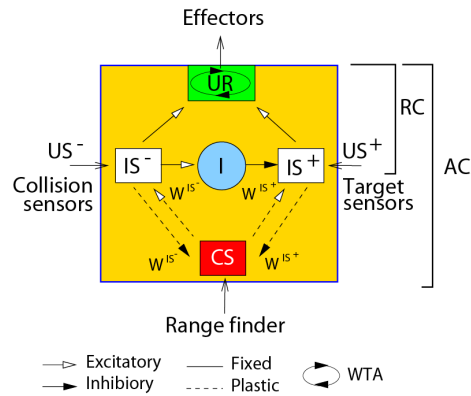 Effectors
UR
RC
AC
US-
IS-
I
IS+
US+
W IS-
W IS+
Collision
sensors
Target
sensors
W IS-
CS
W IS+
Range finder
Excitatory
Fixed
WTA
Inhibiory
Plastic